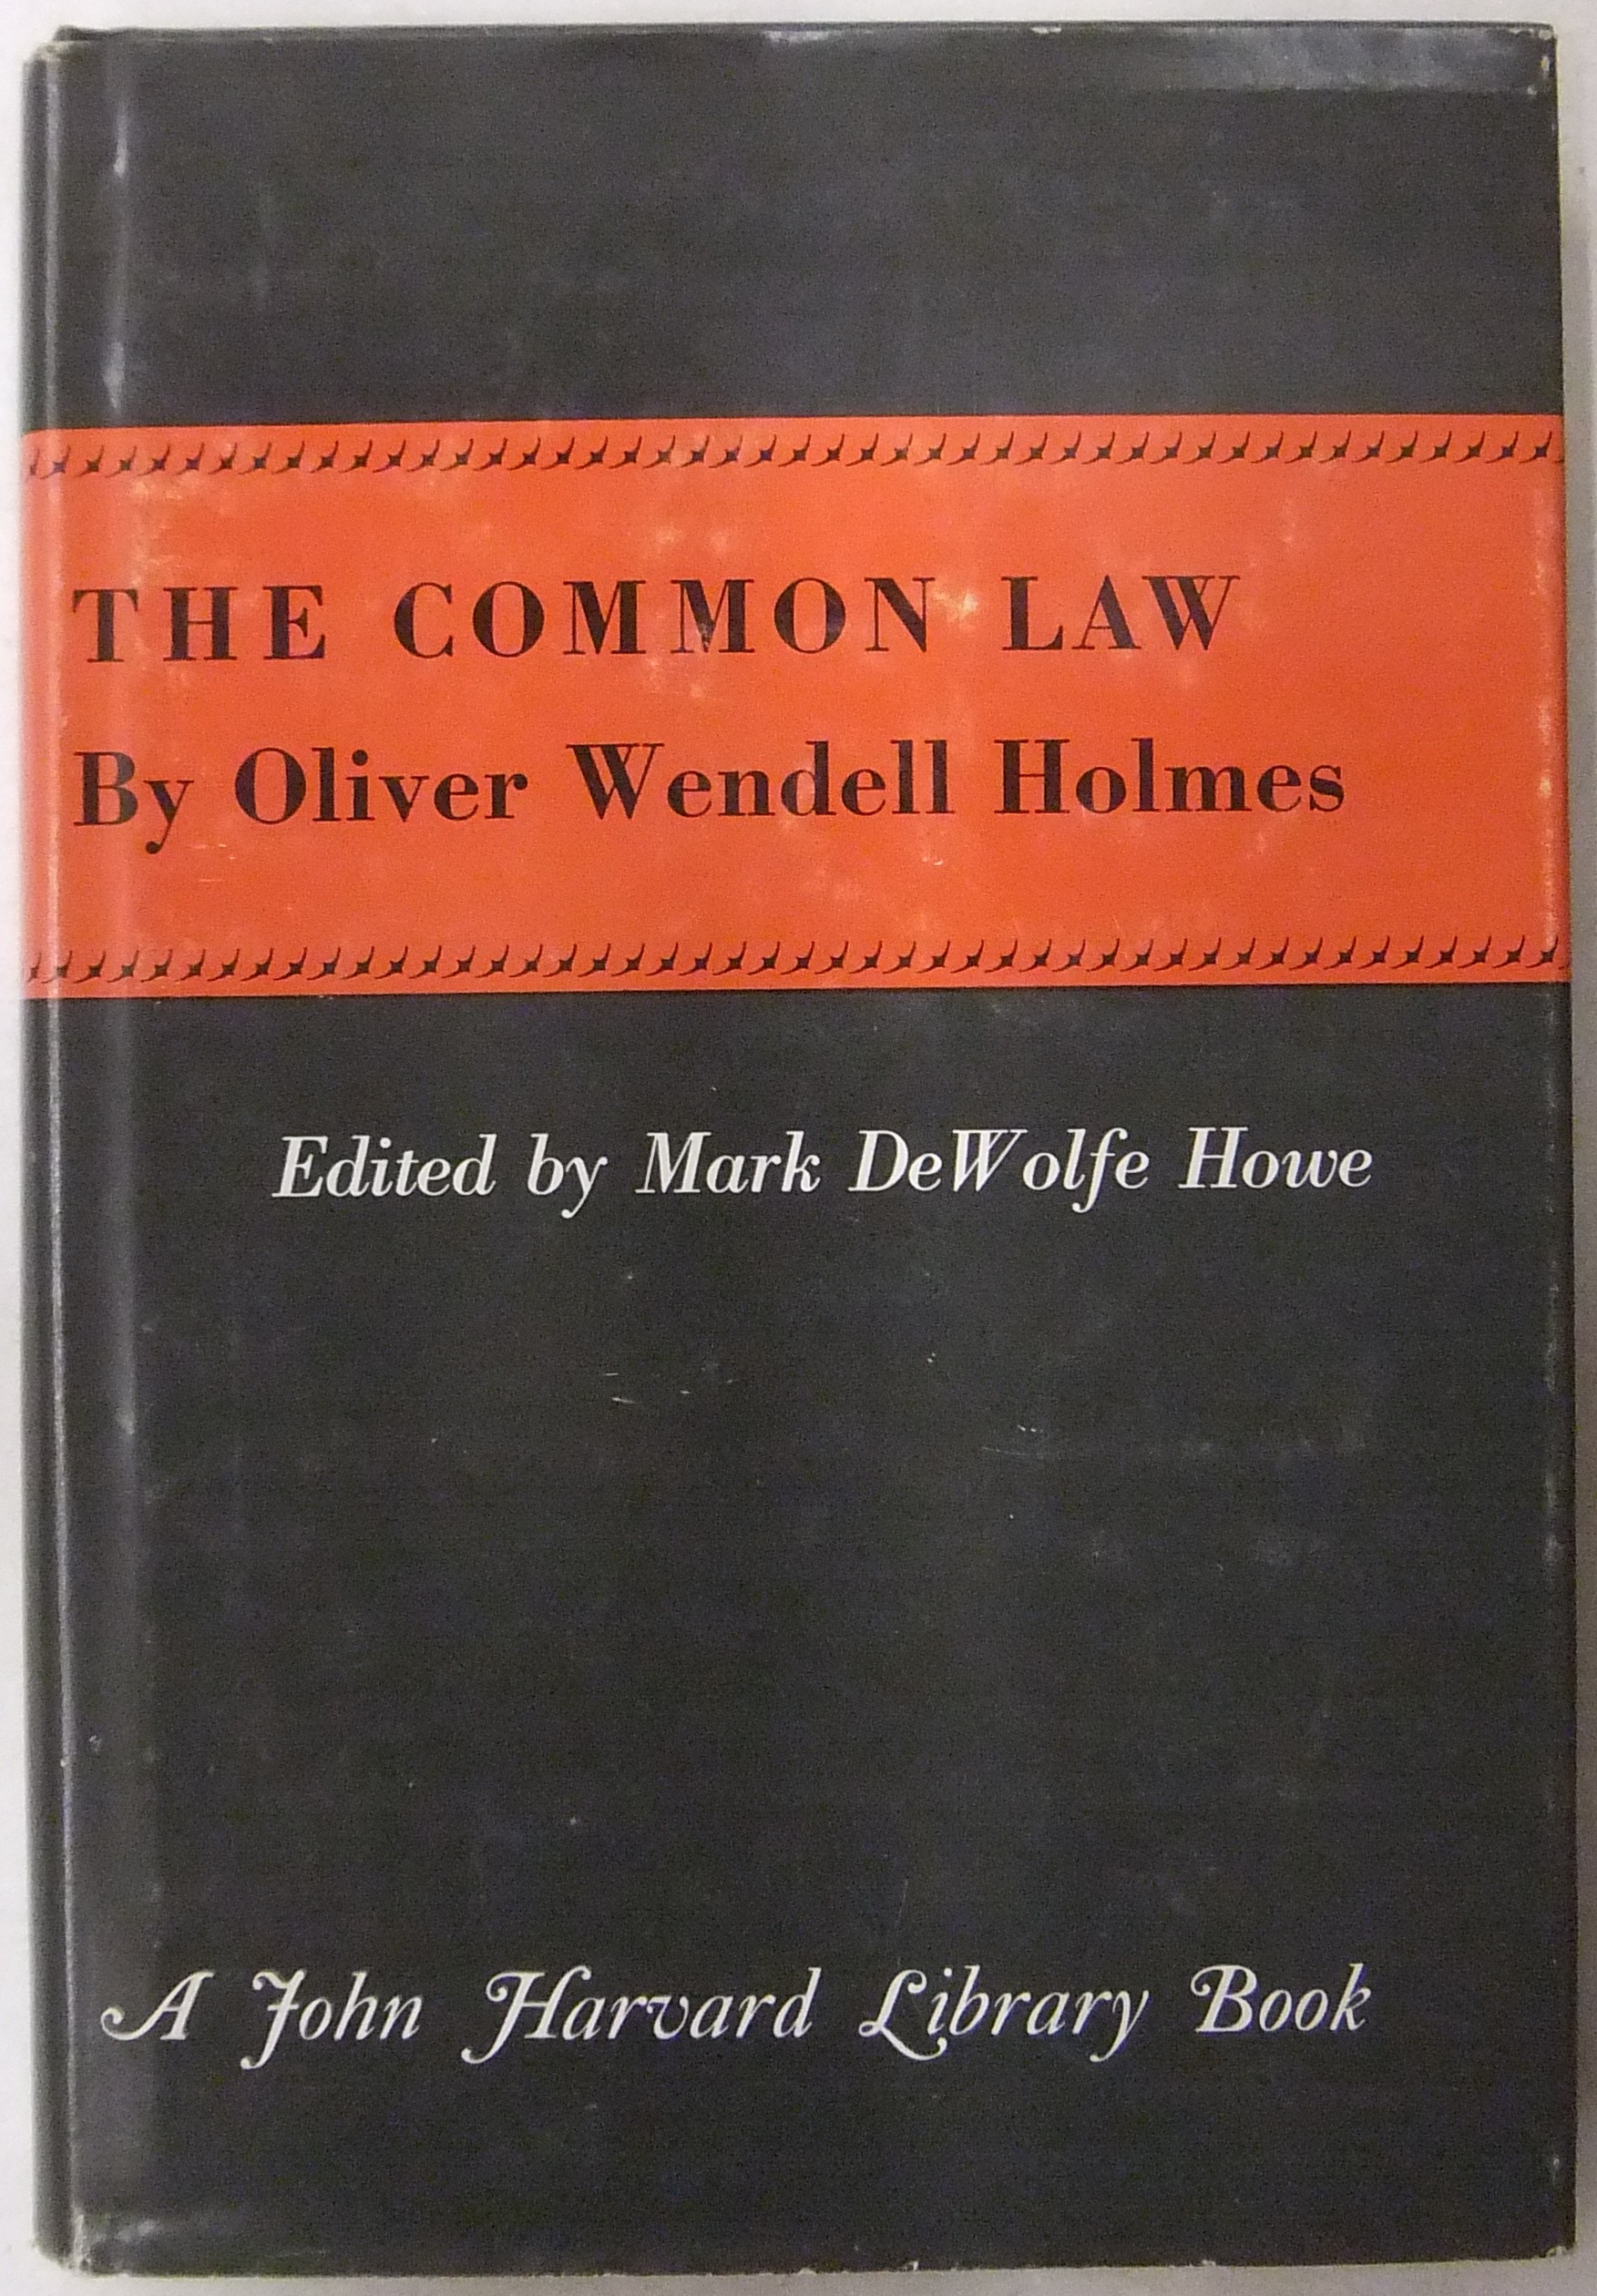 THE COMMON LAW
By Oliver Wendell Holmes
Edited by Mark DeWolfe Howe
A John Harvard Library Book